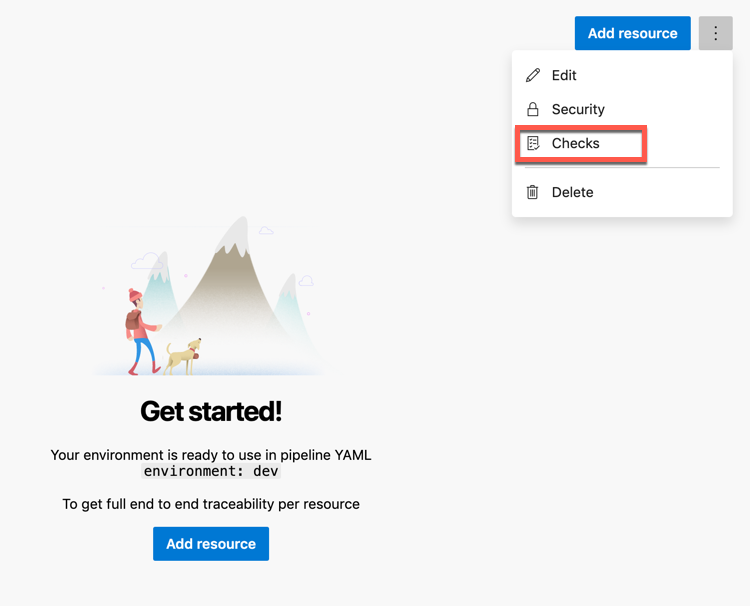 Add resource
Edit
Security
Checks
Delete
Get started!
Your environment is ready to use in pipeline YAML
environment: dev
To get full end to end traceability per resource
Add resource